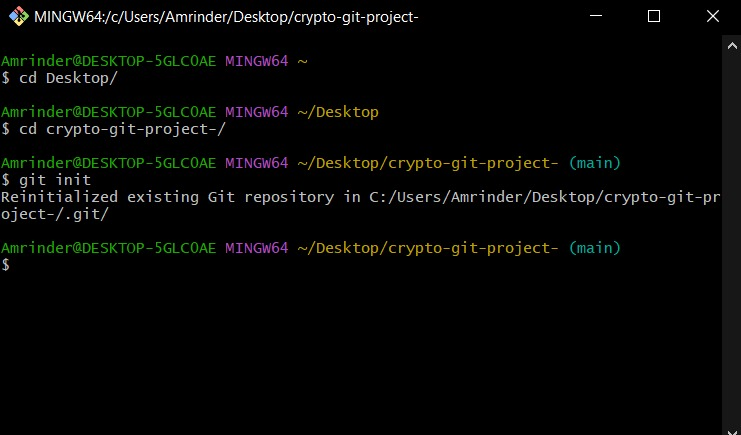 MINGW64:/c/Users/Amrinder/Desktop/crypto-git-project-
Amrinder@DESKTOP-5GLC0AE MINGW64 ~
$ cd Desktop/
Amrinder@DESKTOP-5GLC0AE MINGW64 ~/Desktop
$ cd crypto-git-project-/
Amrinder@DESKTOP-5GLC0AE MINGW64 ~/Desktop/crypto-git-project- (main)
$ git init
Reinitialized existing Git repository in C:/Users/Amrinder/Desktop/crypto-git-pr
oject-/.git/
Amrinder@DESKTOP-5GLC0AE MINGW64 ~/Desktop/crypto-git-project- (main)
$